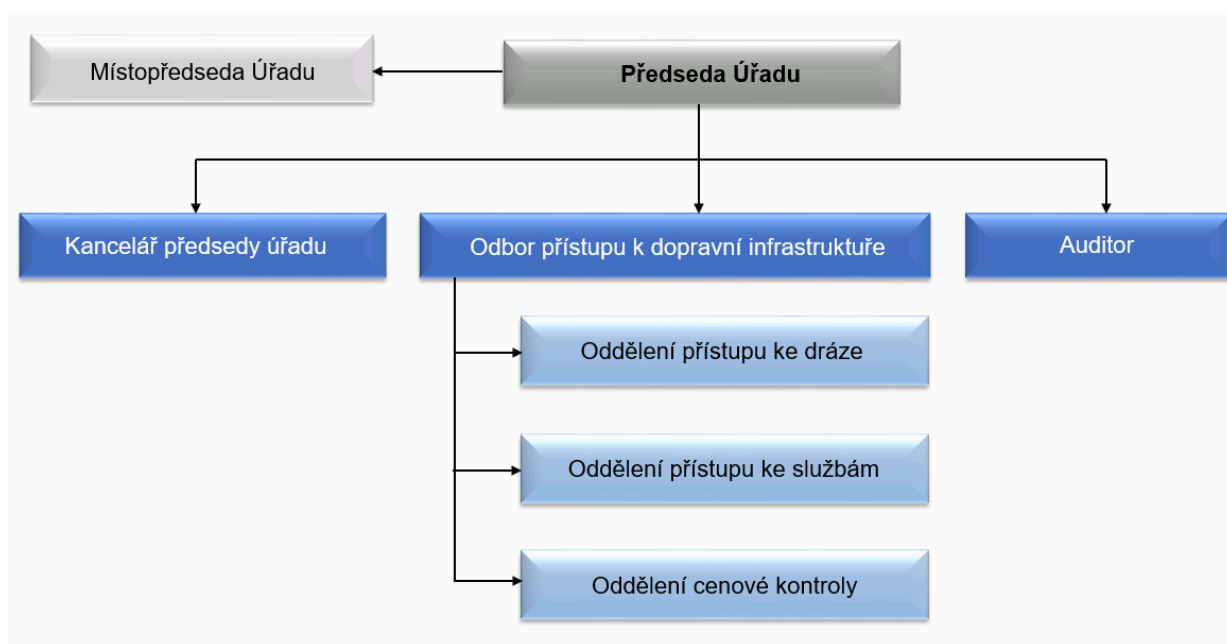 Místopředseda Úřadu
Předseda Úřadu
Kancelář předsedy úřadu
Odbor přístupu k dopravní infrastruktuře
Auditor
Oddělení přístupu ke dráze
Oddělení přístupu ke službám
Oddělení cenové kontroly